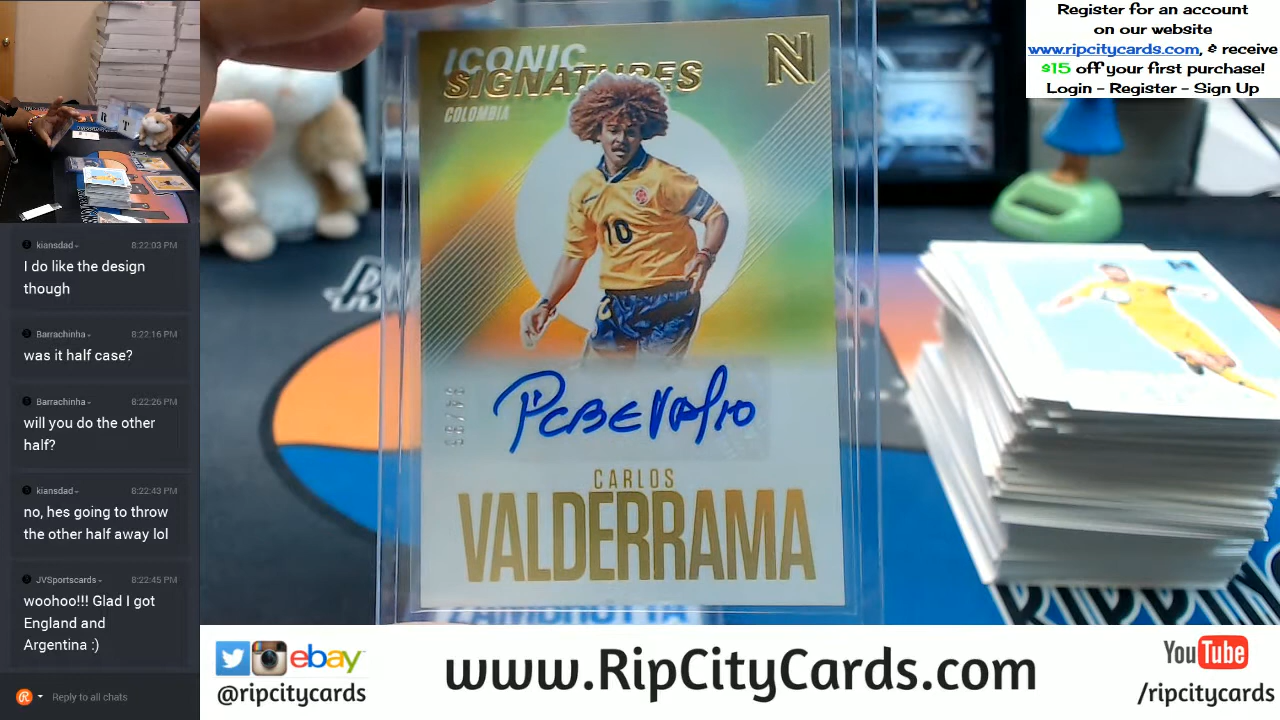 Register for an account
on our website
www.ripcitycards.com, & receive
$15 off your first purchase!
Login - Register - Sign Up
ICONIC
SIGNATURES
N
COLOMBIA
10
CARLOS
VALDERRAMA
ZAMBROTTA
RIPPING
kiansdad 8:22:03 PM
I do like the design
though
Barrachinha 8:22:16 PM
was it half case?
Barrachinha 8:22:26 PM
will you do the other
half?
kiansdad 8:22:43 PM
no, hes going to throw
the other half away lol
JVSportscards 8:22:45 PM
woohoo!!! Glad I got
England and
Argentina :)
Reply to all chats
ebay
@ripcitycards
www.RipCityCards.com
YouTube
/ripcitycards